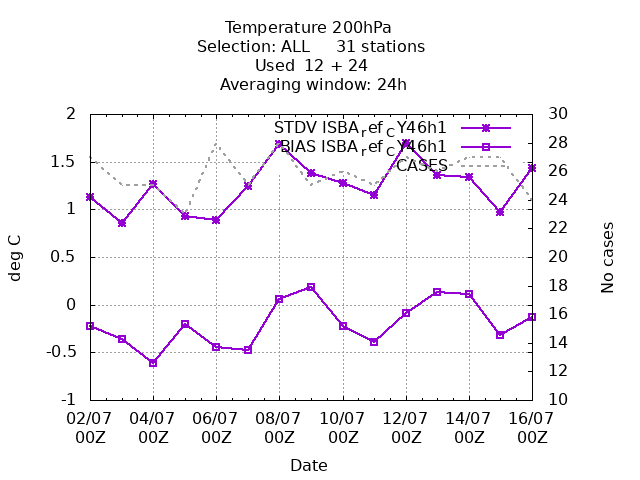 Temperature 200hPa
Selection: ALL     31 stations
Used  12 + 24
Averaging window: 24h
STDV ISBA_ref_C Y46h1
BIAS ISBA_ref_C Y46h1
CASES
2
1.5
1
0.5
0
-0.5
-1
30
28
26
24
22
20
18
16
14
12
10
deg C
No cases
02/07 04/07 06/07 08/07 10/07 12/07 14/07 16/07
00Z 00Z 00Z 00Z 00Z 00Z 00Z 00Z
Date